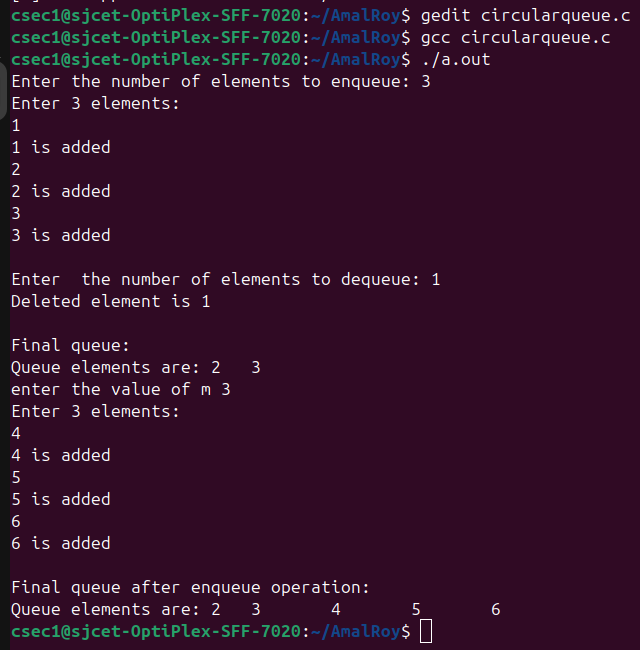 csec1@sjcet-OptiPlex-SFF-7020:~/AmalRoy$ gedit circularqueue.c
csec1@sjcet-OptiPlex-SFF-7020:~/AmalRoy$ gcc circularqueue.c
csec1@sjcet-OptiPlex-SFF-7020:~/AmalRoy$ ./a.out
Enter the number of elements to enqueue: 3
Enter 3 elements:
1
1 is added
2
2 is added
3
3 is added
Enter  the number of elements to dequeue: 1
Deleted element is 1
Final queue:
Queue elements are: 2   3
enter the value of m 3
Enter 3 elements:
4
4 is added
5
5 is added
6
6 is added
Final queue after enqueue operation:
Queue elements are: 2   3       4       5       6
csec1@sjcet-OptiPlex-SFF-7020:~/AmalRoy$